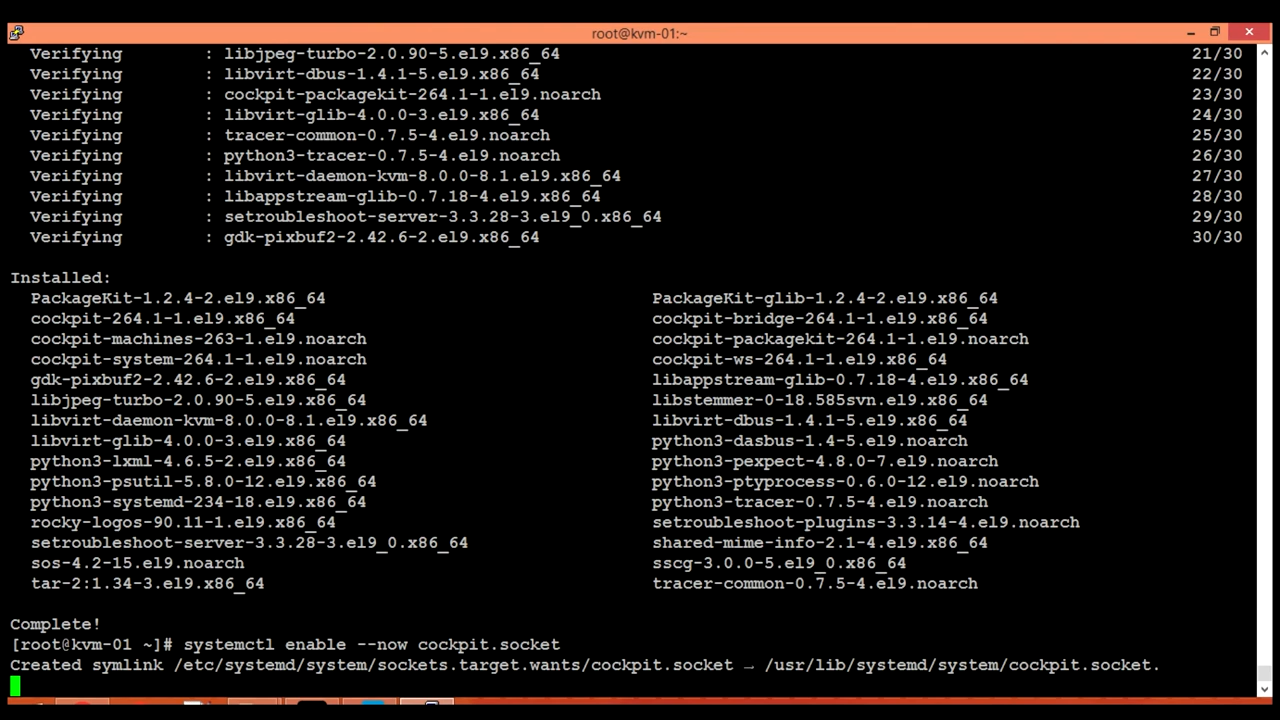 root@kvm-01:~
Verifying : libjpeg-turbo-2.0.90-5.el9.x86_64 21/30
Verifying : libvirt-dbus-1.4.1-5.el9.x86_64 22/30
Verifying : cockpit-packagekit-264.1-1.el9.noarch 23/30
Verifying : libvirt-glib-4.0.0-3.el9.x86_64 24/30
Verifying : tracer-common-0.7.5-4.el9.noarch 25/30
Verifying : python3-tracer-0.7.5-4.el9.noarch 26/30
Verifying : libvirt-daemon-kvm-8.0.0-8.1.el9.x86_64 27/30
Verifying : libappstream-glib-0.7.18-4.el9.x86_64 28/30
Verifying : setroubleshoot-server-3.3.28-3.el9_0.x86_64 29/30
Verifying : gdk-pixbuf2-2.42.6-2.el9.x86_64 30/30
Installed:
PackageKit-1.2.4-2.el9.x86_64 PackageKit-glib-1.2.4-2.el9.x86_64
cockpit-264.1-1.el9.x86_64 cockpit-bridge-264.1-1.el9.x86_64
cockpit-machines-263-1.el9.noarch cockpit-packagekit-264.1-1.el9.noarch
cockpit-system-264.1-1.el9.noarch cockpit-ws-264.1-1.el9.x86_64
gdk-pixbuf2-2.42.6-2.el9.x86_64 libappstream-glib-0.7.18-4.el9.x86_64
libjpeg-turbo-2.0.90-5.el9.x86_64 libstemmer-0-18.585svn.el9.x86_64
libvirt-daemon-kvm-8.0.0-8.1.el9.x86_64 libvirt-dbus-1.4.1-5.el9.x86_64
libvirt-glib-4.0.0-3.el9.x86_64 python3-dasbus-1.4-5.el9.noarch
python3-lxml-4.6.5-2.el9.x86_64 python3-pexpect-4.8.0-7.el9.noarch
python3-psutil-5.8.0-12.el9.x86_64 python3-ptyprocess-0.6.0-12.el9.noarch
python3-systemd-234-18.el9.x86_64 python3-tracer-0.7.5-4.el9.noarch
rocky-logos-90.11-1.el9.x86_64 setroubleshoot-plugins-3.3.14-4.el9.noarch
setroubleshoot-server-3.3.28-3.el9_0.x86_64 shared-mime-info-2.1-4.el9.x86_64
sos-4.2-15.el9.noarch sscg-3.0.0-5.el9_0.x86_64
tar-2:1.34-3.el9.x86_64 tracer-common-0.7.5-4.el9.noarch
Complete!
[root@kvm-01 ~]# systemctl enable --now cockpit.socket
Created symlink /etc/systemd/system/sockets.target.wants/cockpit.socket → /usr/lib/systemd/system/cockpit.socket.